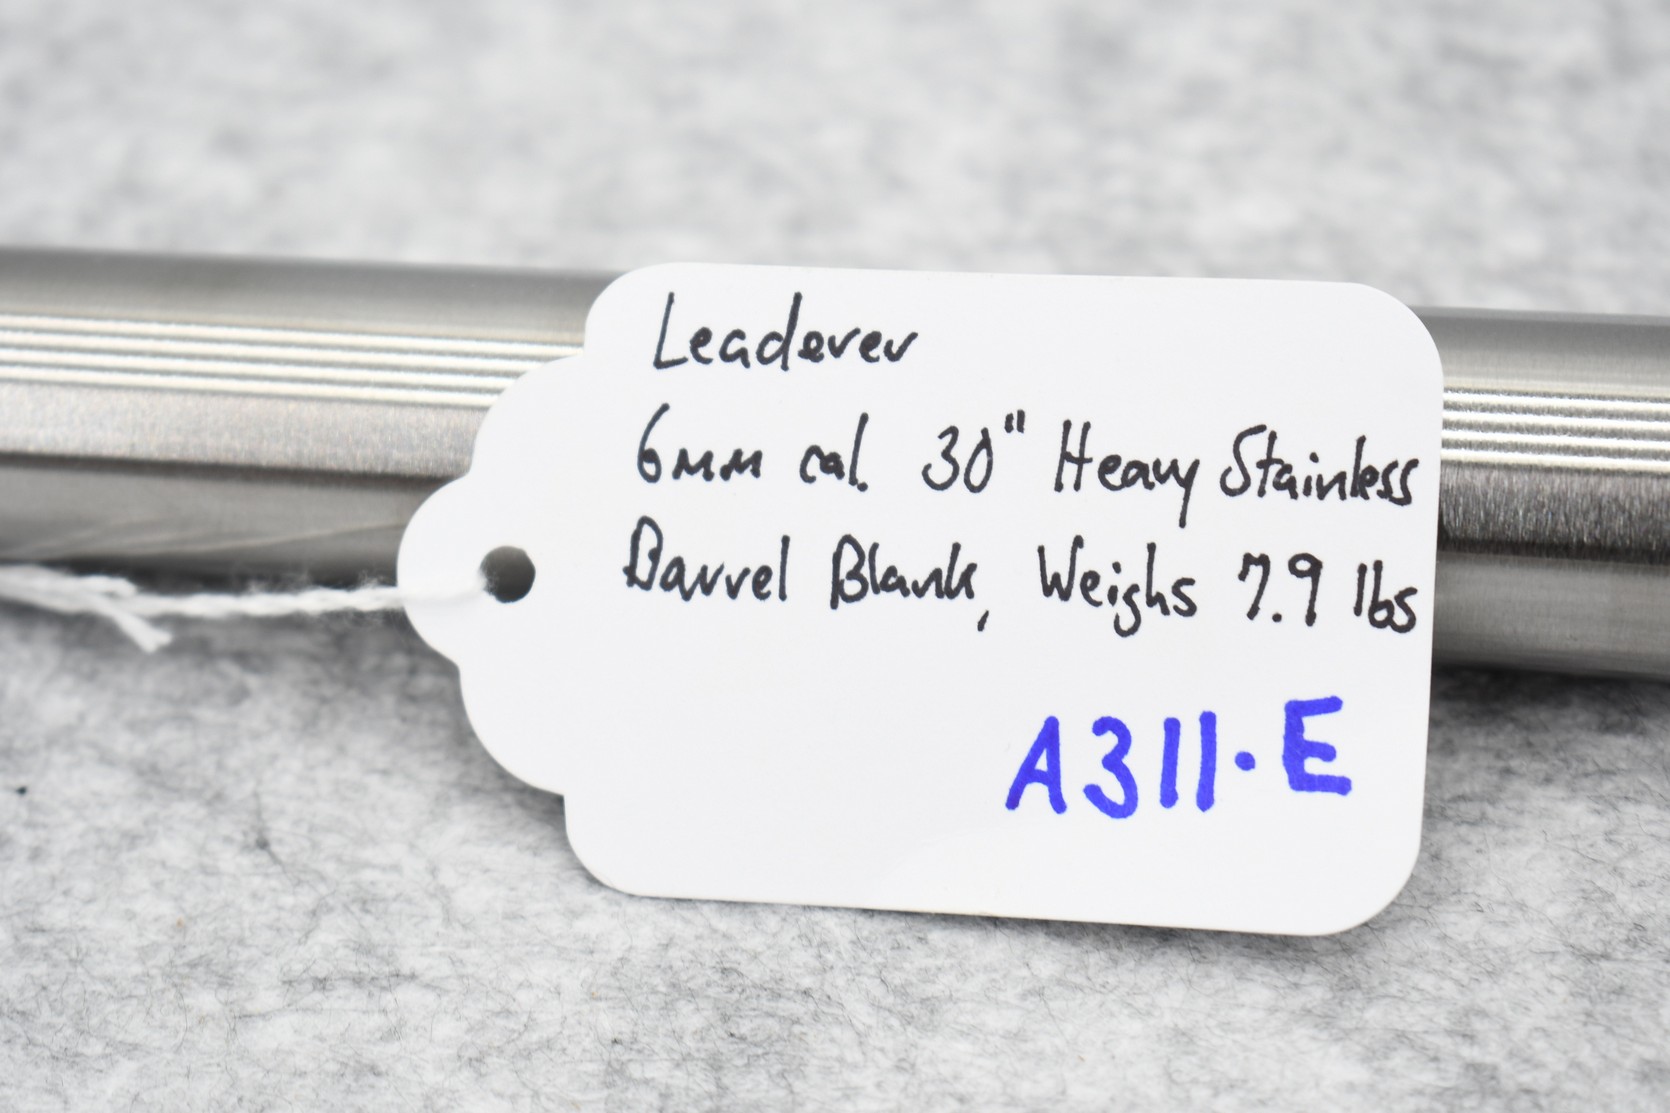 Leaderer
6mm cal. 30" Heavy Stainless
Barrel Blank, Weighs 7.9 lbs
A311·E